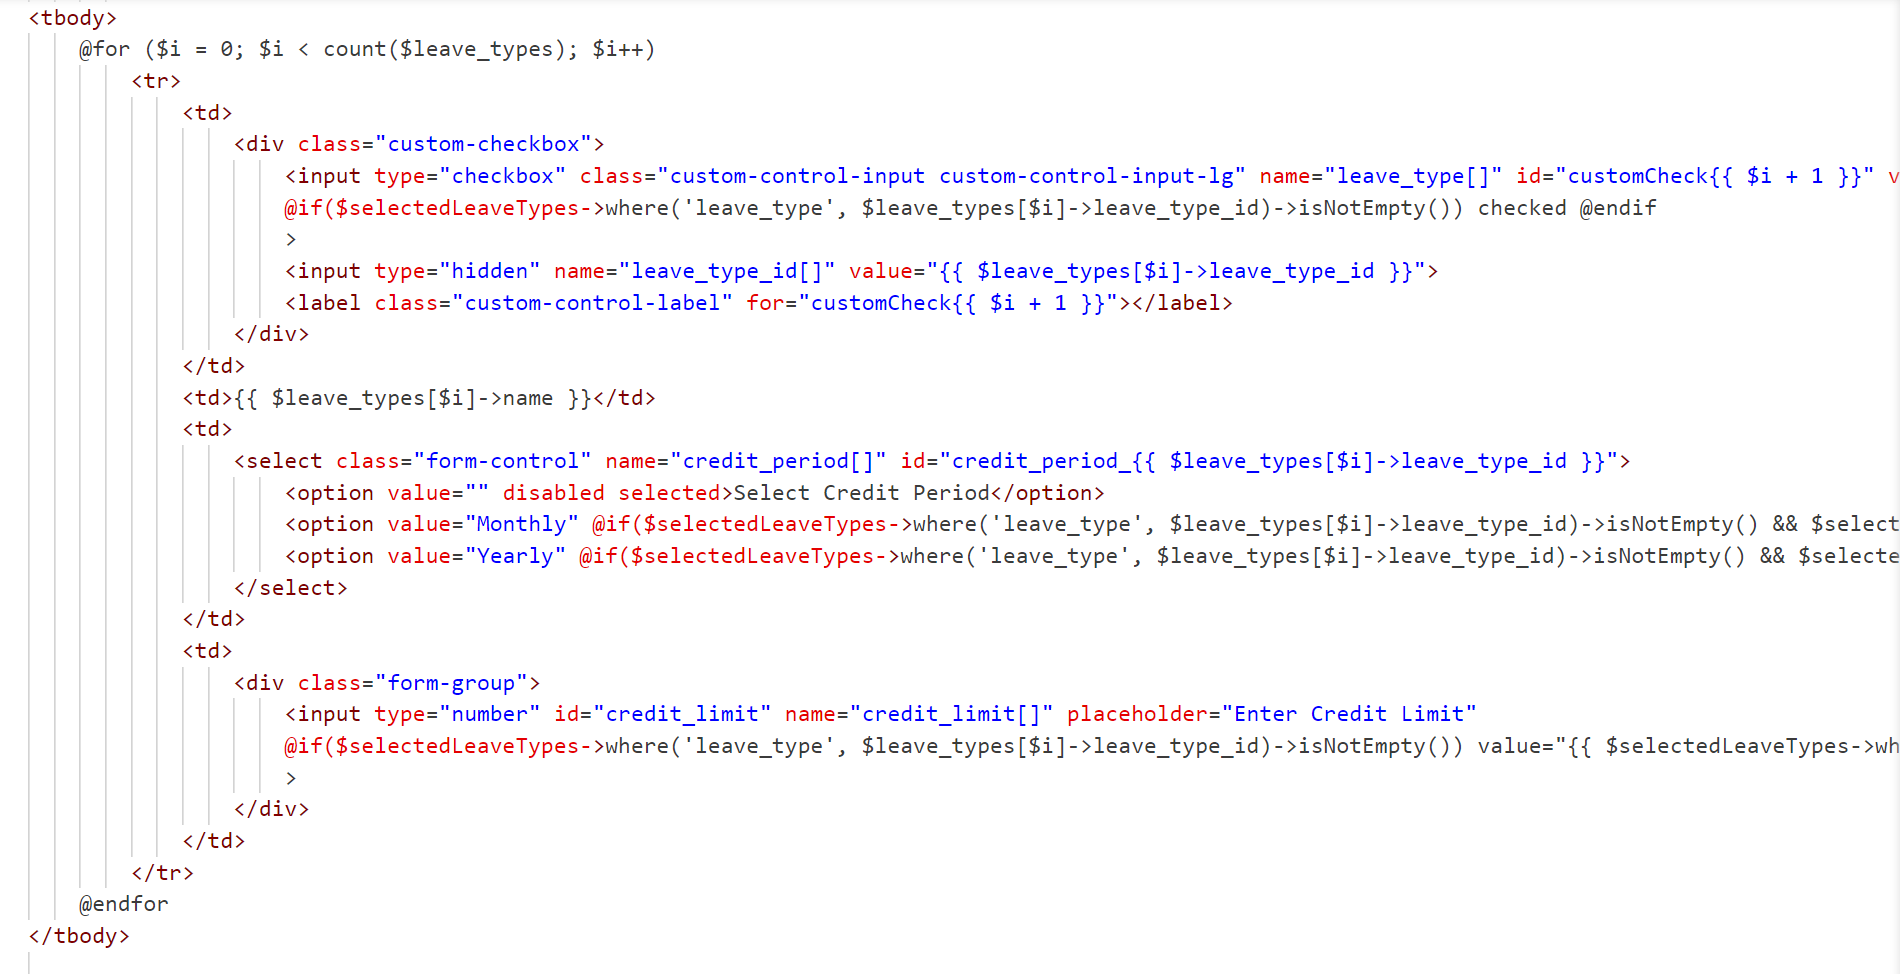 <tbody>
@for ($i = 0; $i < count($leave_types); $i++)
<tr>
<td>
<div class="custom-checkbox">
<input type="checkbox" class="custom-control-input custom-control-input-lg" name="leave_type[]" id="customCheck{{ $i + 1 }}" v
@if($selectedLeaveTypes->where('leave_type', $leave_types[$i]->leave_type_id)->isNotEmpty()) checked @endif
>
<input type="hidden" name="leave_type_id[]" value="{{ $leave_types[$i]->leave_type_id }}">
<label class="custom-control-label" for="customCheck{{ $i + 1 }}"></label>
</div>
</td>
<td>{{ $leave_types[$i]->name }}</td>
<td>
<select class="form-control" name="credit_period[]" id="credit_period_{{ $leave_types[$i]->leave_type_id }}">
<option value="" disabled selected>Select Credit Period</option>
<option value="Monthly" @if($selectedLeaveTypes->where('leave_type', $leave_types[$i]->leave_type_id)->isNotEmpty() && $select
<option value="Yearly" @if($selectedLeaveTypes->where('leave_type', $leave_types[$i]->leave_type_id)->isNotEmpty() && $selecte
</select>
</td>
<td>
<div class="form-group">
<input type="number" id="credit_limit" name="credit_limit[]" placeholder="Enter Credit Limit"
@if($selectedLeaveTypes->where('leave_type', $leave_types[$i]->leave_type_id)->isNotEmpty()) value="{{ $selectedLeaveTypes->wh
>
</div>
</td>
</tr>
@endfor
</tbody>